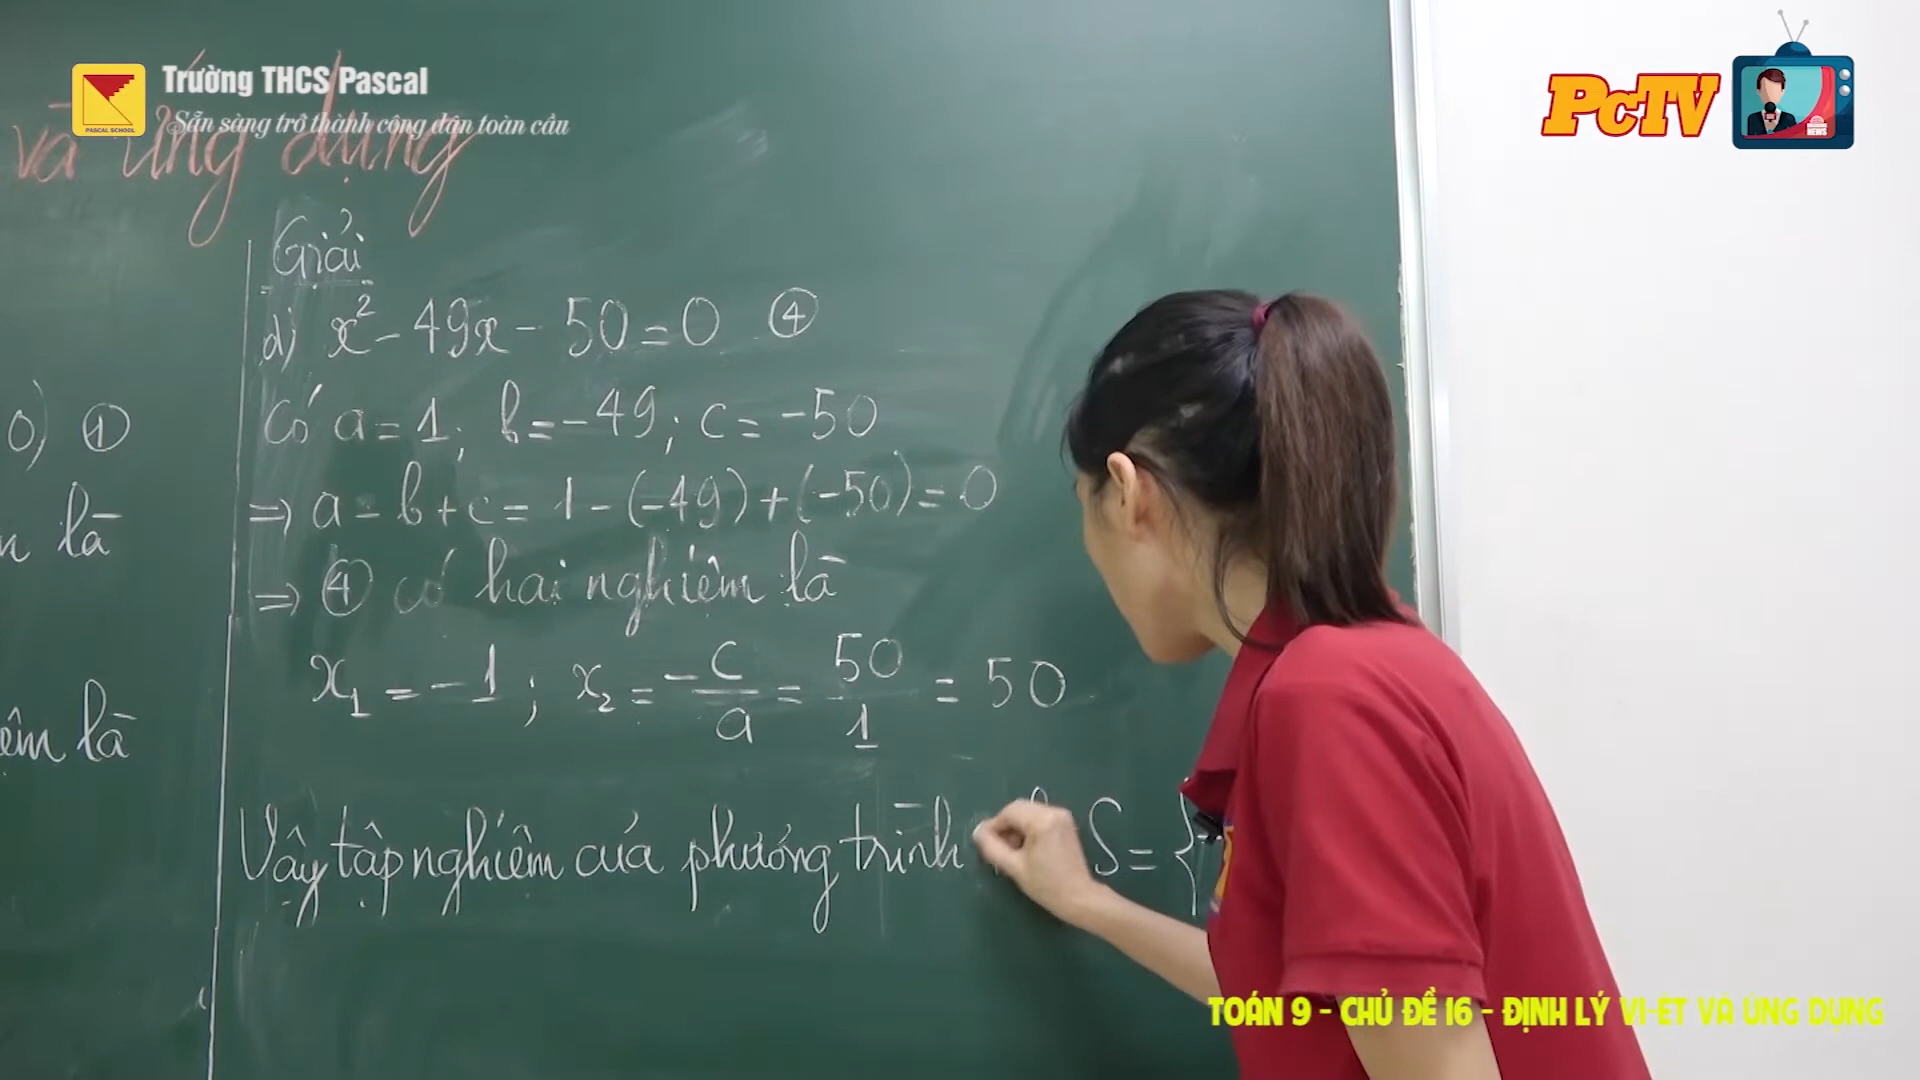 Trường THCS Pascal
Sẵn sàng trở thành công dân toàn cầu
PASCAL SCHOOL
PcTV
NEWS
và ứng dụng
Giải
d) x² - 49x - 50 = 0 ④
Có a = 1; b = -49; c = -50
⇒ a - b + c = 1 - (-49) + (-50) = 0
⇒ ④ có hai nghiệm là
x₁ = -1; x₂ = -c/a = 50/1 = 50
Vậy tập nghiệm của phương trình S = {
0) ①
là
là
TOÁN 9 - CHỦ ĐỀ 16 - ĐỊNH LÝ VI-ET VÀ ỨNG DỤNG